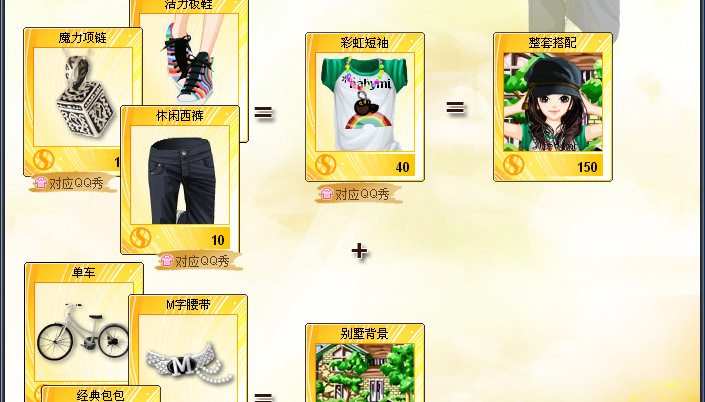 活力板鞋
魔力项链
1
对应QQ秀
休闲西裤
10
对应QQ秀
=
彩虹短袖
babymi
40
对应QQ秀
=
整套搭配
150
+
单车
M字腰带
M
经典包包
=
别墅背景